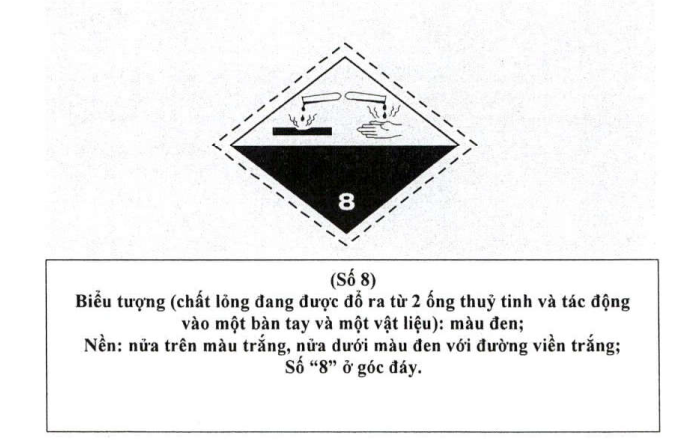 8
(Số 8)
Biểu tượng (chất lỏng đang được đổ ra từ 2 ống thuỷ tinh và tác động
vào một bàn tay và một vật liệu): màu đen;
Nền: nửa trên màu trắng, nửa dưới màu đen với đường viền trắng;
Số “8” ở góc đáy.